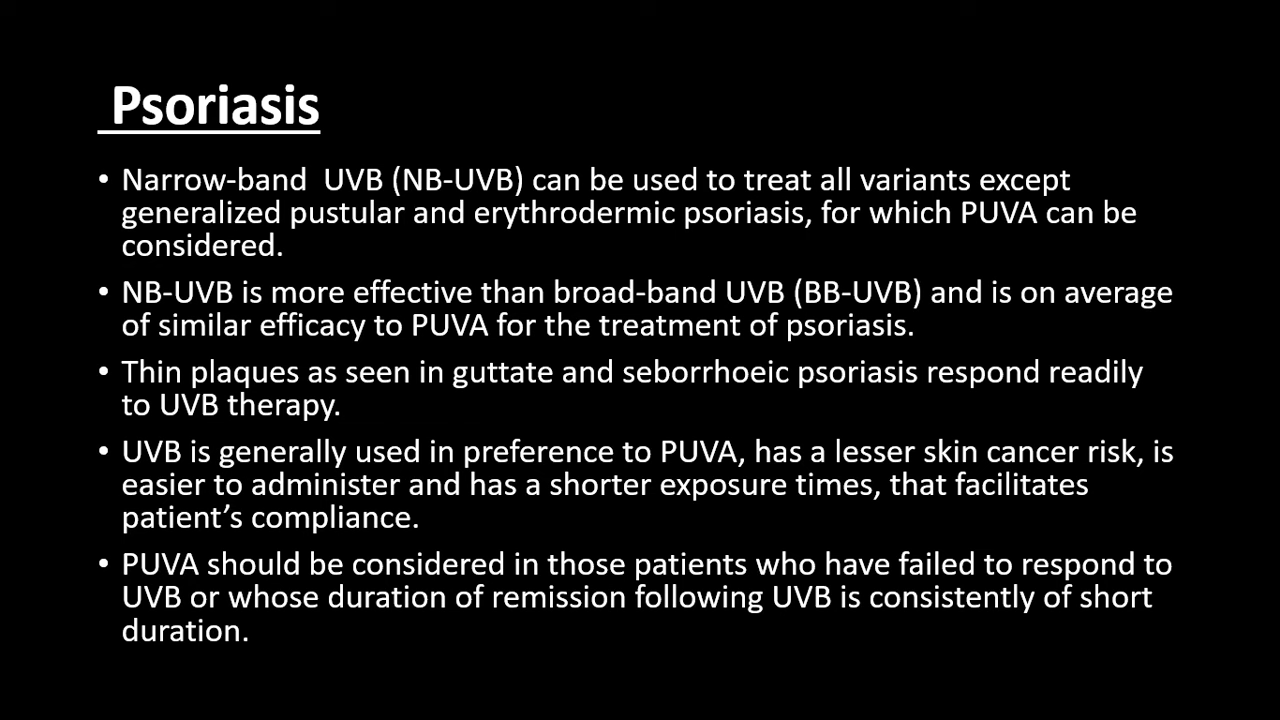 Psoriasis
• Narrow-band  UVB (NB-UVB) can be used to treat all variants except
generalized pustular and erythrodermic psoriasis, for which PUVA can be
considered.
• NB-UVB is more effective than broad-band UVB (BB-UVB) and is on average
of similar efficacy to PUVA for the treatment of psoriasis.
• Thin plaques as seen in guttate and seborrhoeic psoriasis respond readily
to UVB therapy.
• UVB is generally used in preference to PUVA, has a lesser skin cancer risk, is
easier to administer and has a shorter exposure times, that facilitates
patient’s compliance.
• PUVA should be considered in those patients who have failed to respond to
UVB or whose duration of remission following UVB is consistently of short
duration.